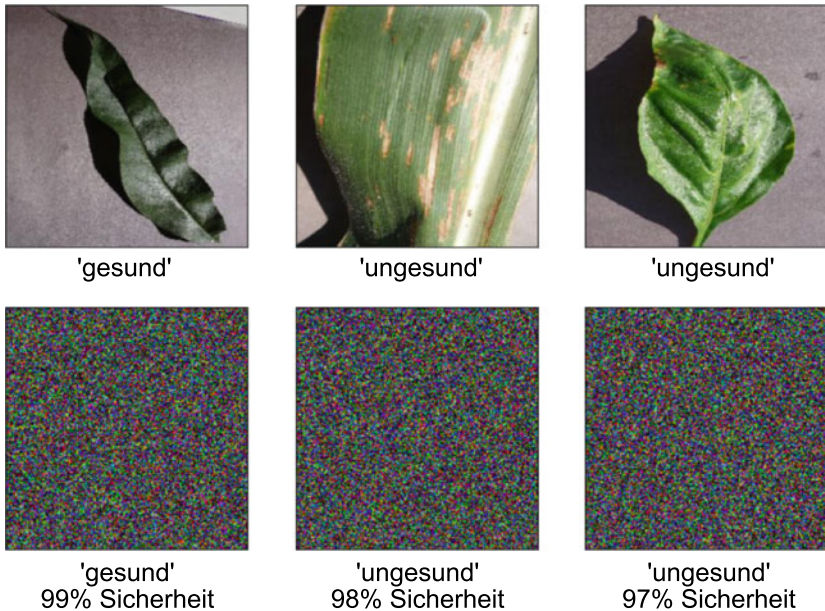 'gesund'
'ungesund'
'ungesund'
'gesund'
99% Sicherheit
'ungesund'
98% Sicherheit
'ungesund'
97% Sicherheit